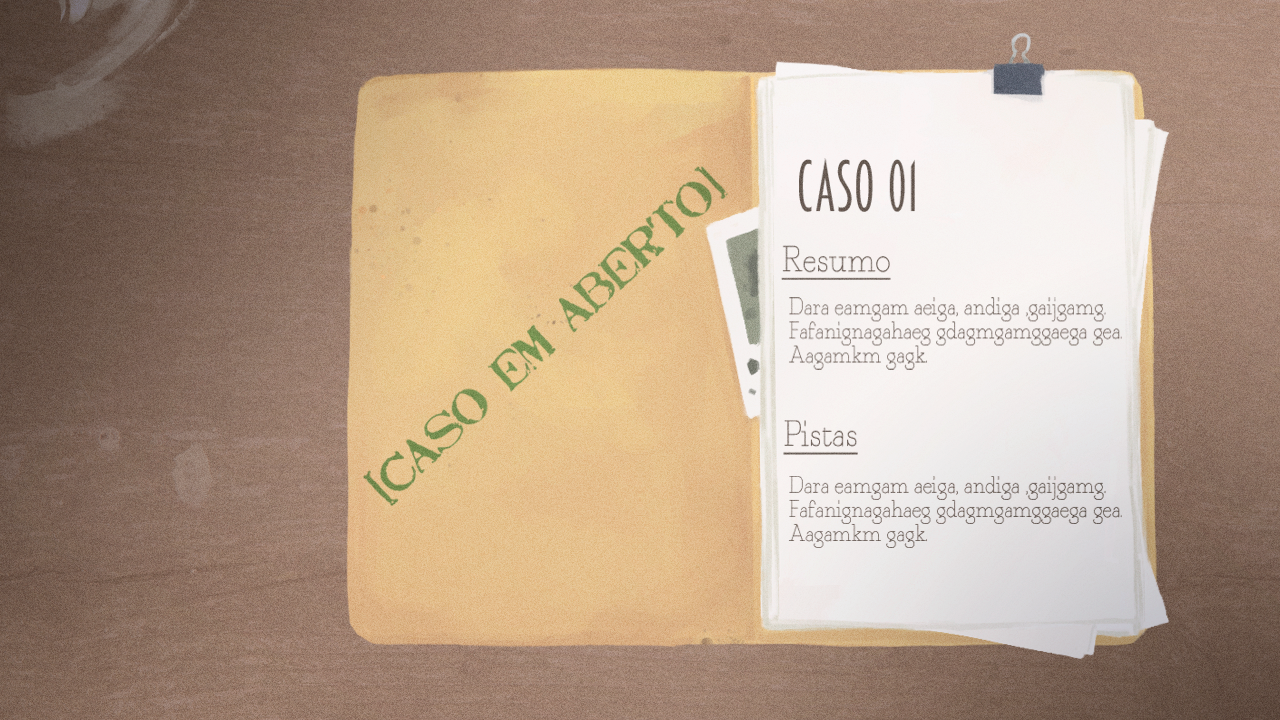 [CASO EM ABERTO]
CASO 01
Resumo
Dara eamgam aeiga, andiga ,gaijgamg.
Fafanignagahaeg gdagmgamggaega gea.
Aagamkm gagk.
Pistas
Dara eamgam aeiga, andiga ,gaijgamg.
Fafanignagahaeg gdagmgamggaega gea.
Aagamkm gagk.